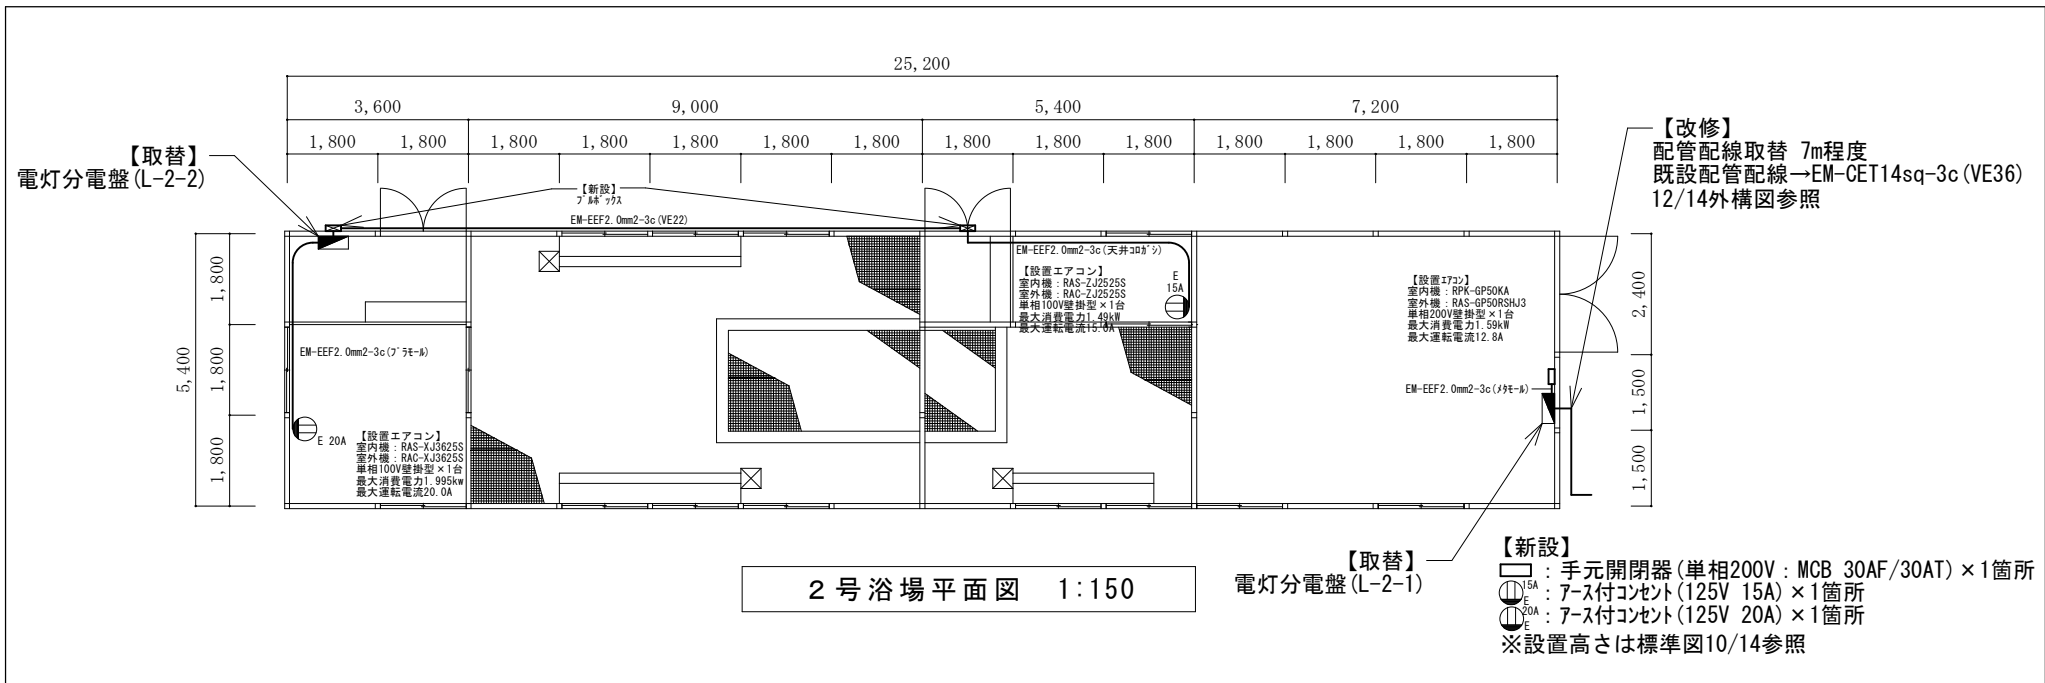 25,200
3,600
9,000
5,400
7,200
1,800
1,800
1,800
1,800
1,800
1,800
1,800
1,800
1,800
1,800
1,800
1,800
1,800
1,800
【取替】
電灯分電盤(L-2-2)
【新設】
プルボックス
EM-EEF2.0mm2-3c(VE22)
【改修】
配管配線取替 7m程度
既設配管配線→EM-CET14sq-3c(VE36)
12/14外構図参照
5,400
1,800
1,800
1,800
EM-EEF2.0mm2-3c(天井コロガシ)
【設置エアコン】
室内機：RAS-ZJ2525S
室外機：RAC-ZJ2525S
単相100V壁掛型×1台
最大消費電力1.49kW
最大運転電流15.0A
E
15A
【設置エアコン】
室内機：RPK-GP50KA
室外機：RAS-GP50RSHJ3
単相200V壁掛型×1台
最大消費電力1.59kW
最大運転電流12.8A
2,400
1,500
1,500
EM-EEF2.0mm2-3c(プラモール)
EM-EEF2.0mm2-3c(メタモール)
E 20A
【設置エアコン】
室内機：RAS-XJ3625S
室外機：RAC-XJ3625S
単相100V壁掛型×1台
最大消費電力1.995kw
最大運転電流20.0A
【取替】
電灯分電盤(L-2-1)
２号浴場平面図 1:150
【新設】
：手元開閉器(単相200V：MCB 30AF/30AT)×1箇所
15A
E
：アース付コンセント(125V 15A)×1箇所
20A
E
：アース付コンセント(125V 20A)×1箇所
※設置高さは標準図10/14参照